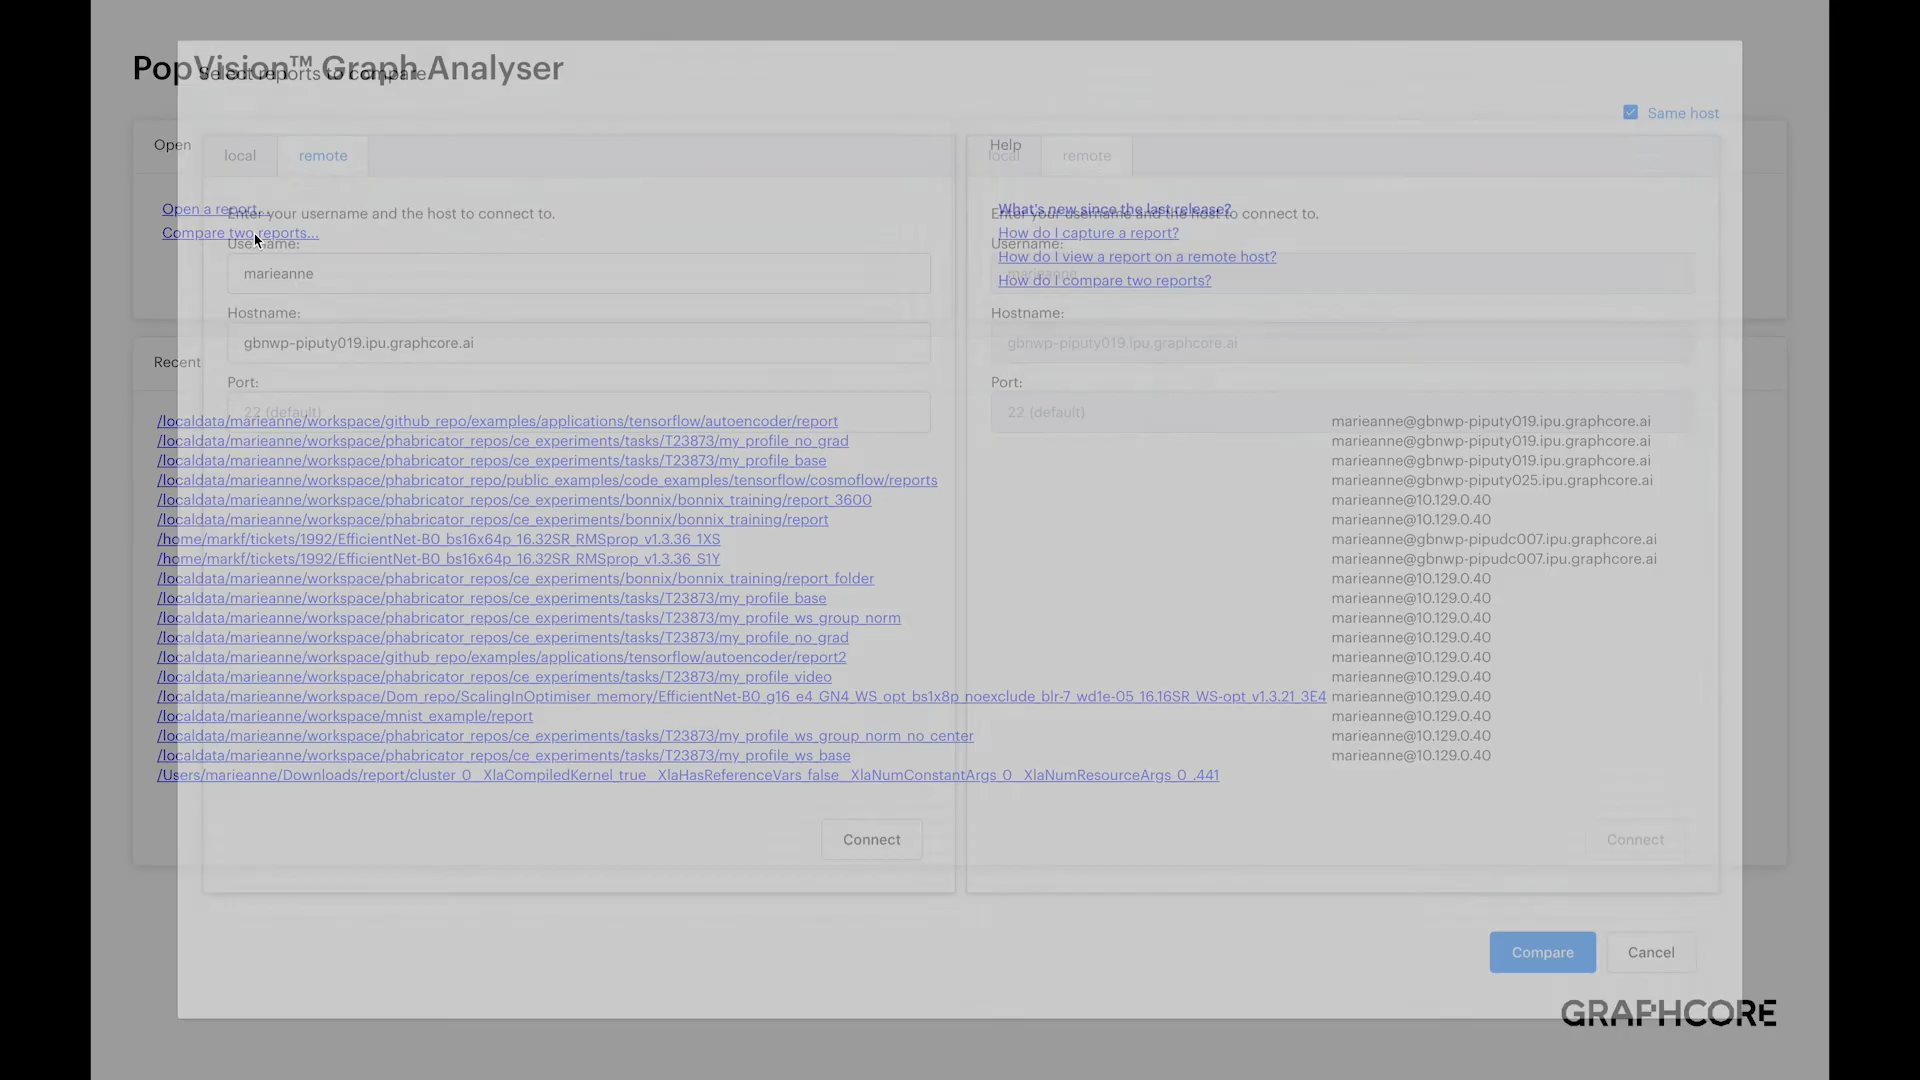 PopVision™ Graph Analyser
Select reports to compare
Same host
Open
local
remote
Help
local
remote
Open a report...
Compare two reports...
Enter your username and the host to connect to.
Username:
marieanne
Hostname:
gbnwp-piputy019.ipu.graphcore.ai
Port:
22 (default)
What's new since the last release?
How do I capture a report?
How do I view a report on a remote host?
How do I compare two reports?
Enter your username and the host to connect to.
Username:
marieanne
Hostname:
gbnwp-piputy019.ipu.graphcore.ai
Port:
22 (default)
Recent
/localdata/marieanne/workspace/github_repo/examples/applications/tensorflow/autoencoder/report marieanne@gbnwp-piputy019.ipu.graphcore.ai
/localdata/marieanne/workspace/phabricator_repos/ce_experiments/tasks/T23873/my_profile_no_grad marieanne@gbnwp-piputy019.ipu.graphcore.ai
/localdata/marieanne/workspace/phabricator_repos/ce_experiments/tasks/T23873/my_profile_base marieanne@gbnwp-piputy019.ipu.graphcore.ai
/localdata/marieanne/workspace/phabricator_repo/public_examples/code_examples/tensorflow/cosmoflow/reports marieanne@gbnwp-piputy025.ipu.graphcore.ai
/localdata/marieanne/workspace/phabricator_repos/ce_experiments/bonnix/bonnix_training/report_3600 marieanne@10.129.0.40
/localdata/marieanne/workspace/phabricator_repos/ce_experiments/bonnix/bonnix_training/report marieanne@10.129.0.40
/home/markf/tickets/1992/EfficientNet-B0_bs16x64p_16.32SR_RMSprop_v1.3.36_1XS marieanne@gbnwp-pipudc007.ipu.graphcore.ai
/home/markf/tickets/1992/EfficientNet-B0_bs16x64p_16.32SR_RMSprop_v1.3.36_S1Y marieanne@gbnwp-pipudc007.ipu.graphcore.ai
/localdata/marieanne/workspace/phabricator_repos/ce_experiments/bonnix/bonnix_training/report_folder marieanne@10.129.0.40
/localdata/marieanne/workspace/phabricator_repos/ce_experiments/tasks/T23873/my_profile_base marieanne@10.129.0.40
/localdata/marieanne/workspace/phabricator_repos/ce_experiments/tasks/T23873/my_profile_ws_group_norm marieanne@10.129.0.40
/localdata/marieanne/workspace/phabricator_repos/ce_experiments/tasks/T23873/my_profile_no_grad marieanne@10.129.0.40
/localdata/marieanne/workspace/github_repo/examples/applications/tensorflow/autoencoder/report2 marieanne@10.129.0.40
/localdata/marieanne/workspace/phabricator_repos/ce_experiments/tasks/T23873/my_profile_video marieanne@10.129.0.40
/localdata/marieanne/workspace/Dom_repo/ScalingInOptimiser_memory/EfficientNet-B0_g16_e4_GN4_WS_opt_bs1x8p_noexclude_blr-7_wd1e-05_16.16SR_WS-opt_v1.3.21_3E4 marieanne@10.129.0.40
/localdata/marieanne/workspace/mnist_example/report marieanne@10.129.0.40
/localdata/marieanne/workspace/phabricator_repos/ce_experiments/tasks/T23873/my_profile_ws_group_norm_no_center marieanne@10.129.0.40
/localdata/marieanne/workspace/phabricator_repos/ce_experiments/tasks/T23873/my_profile_ws_base marieanne@10.129.0.40
/Users/marieanne/Downloads/report/cluster_0__XlaCompiledKernel_true__XlaHasReferenceVars_false__XlaNumConstantArgs_0__XlaNumResourceArgs_0_.441
Connect
Connect
Compare
Cancel
GRAPHCORE